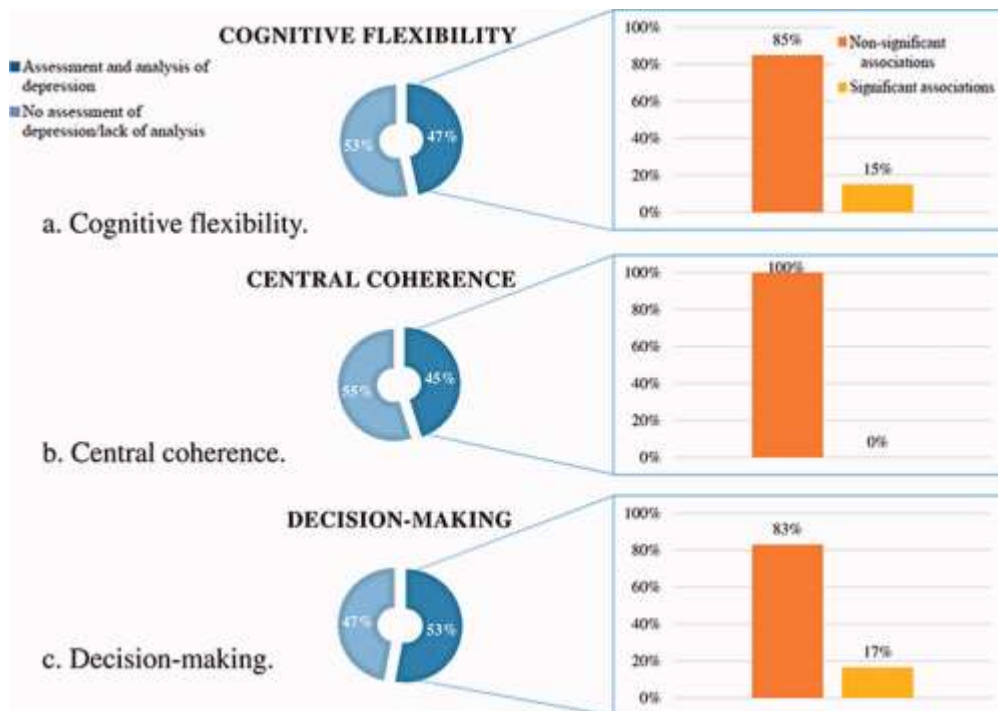 COGNITIVE FLEXIBILITY
Assessment and analysis of
depression
No assessment of
depression/lack of analysis
53%
47%
a. Cognitive flexibility.
100%
80%
60%
40%
20%
0%
85%
15%
Non-significant
associations
Significant associations
CENTRAL COHERENCE
55%
45%
b. Central coherence.
100%
80%
60%
40%
20%
0%
100%
0%
DECISION-MAKING
47%
53%
c. Decision-making.
100%
80%
60%
40%
20%
0%
83%
17%